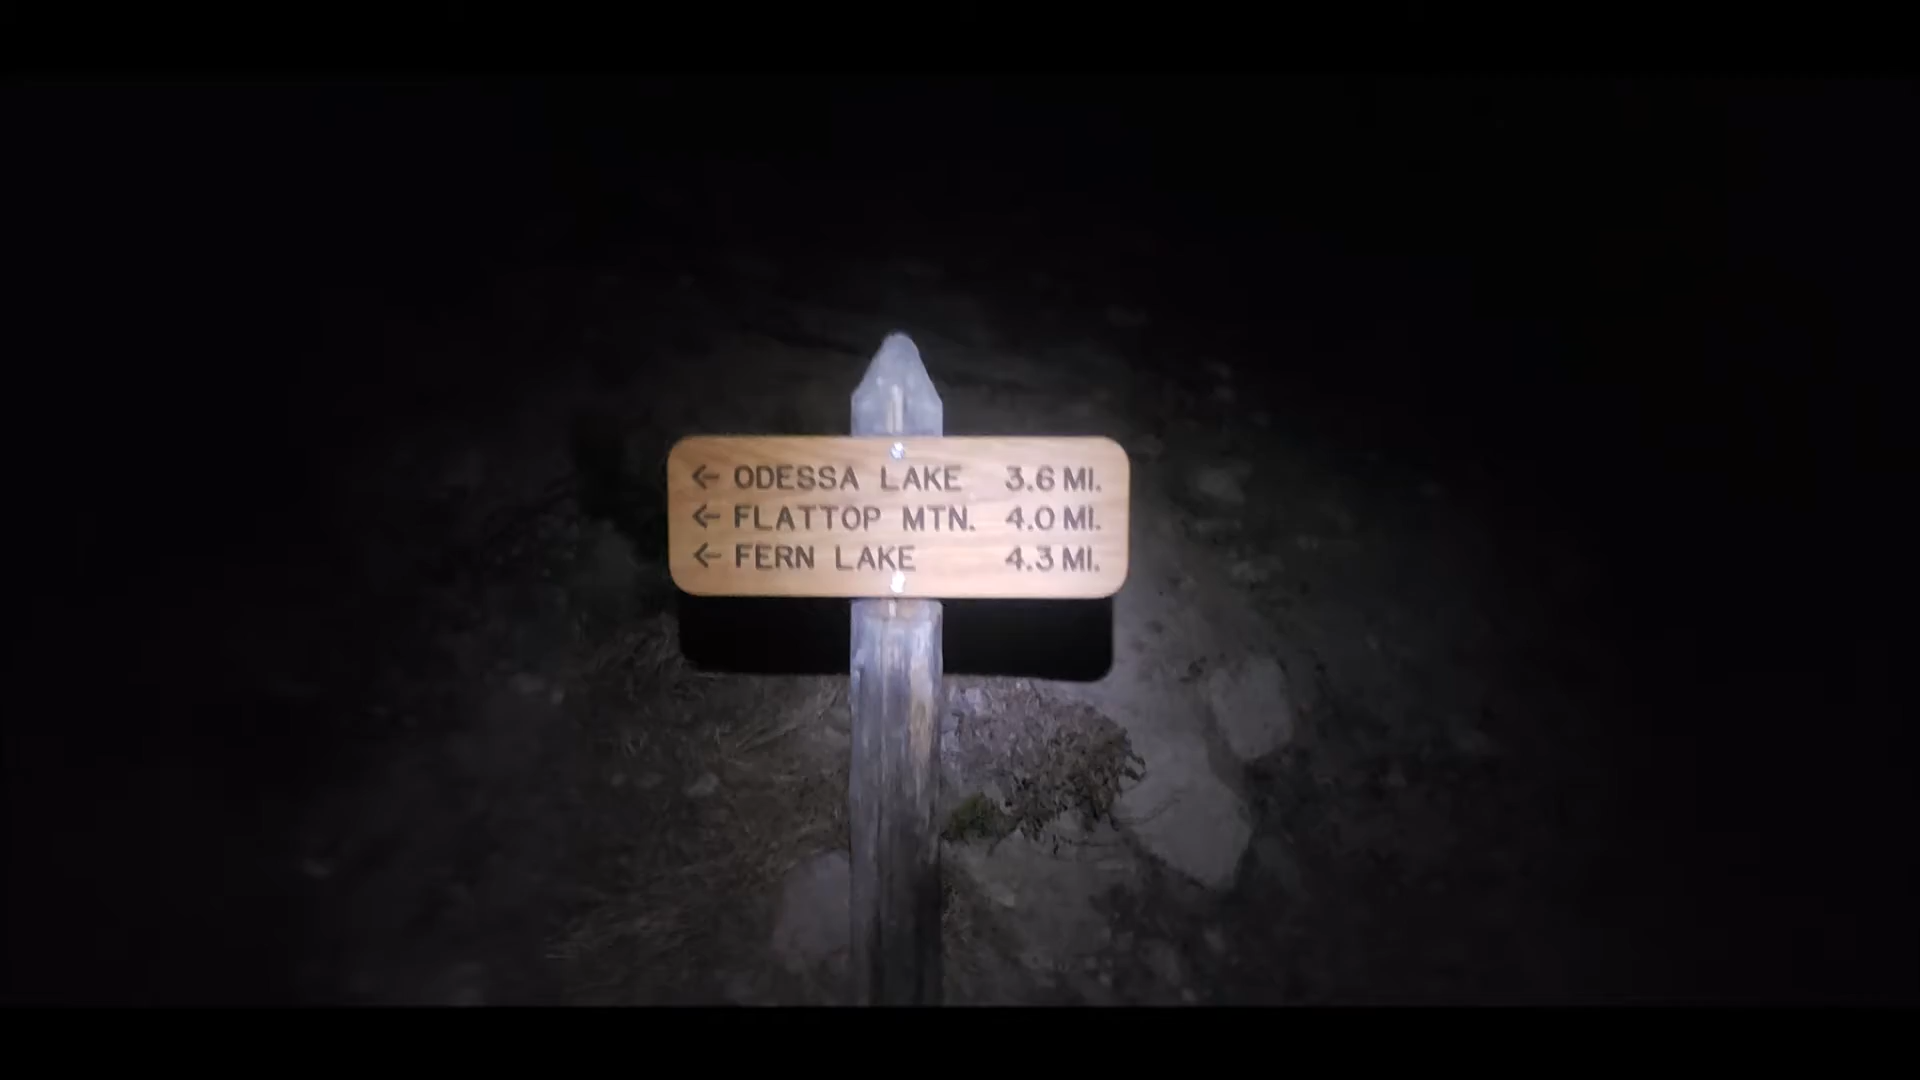 ← ODESSA LAKE 3.6 MI.
← FLATTOP MTN. 4.0 MI.
← FERN LAKE 4.3 MI.